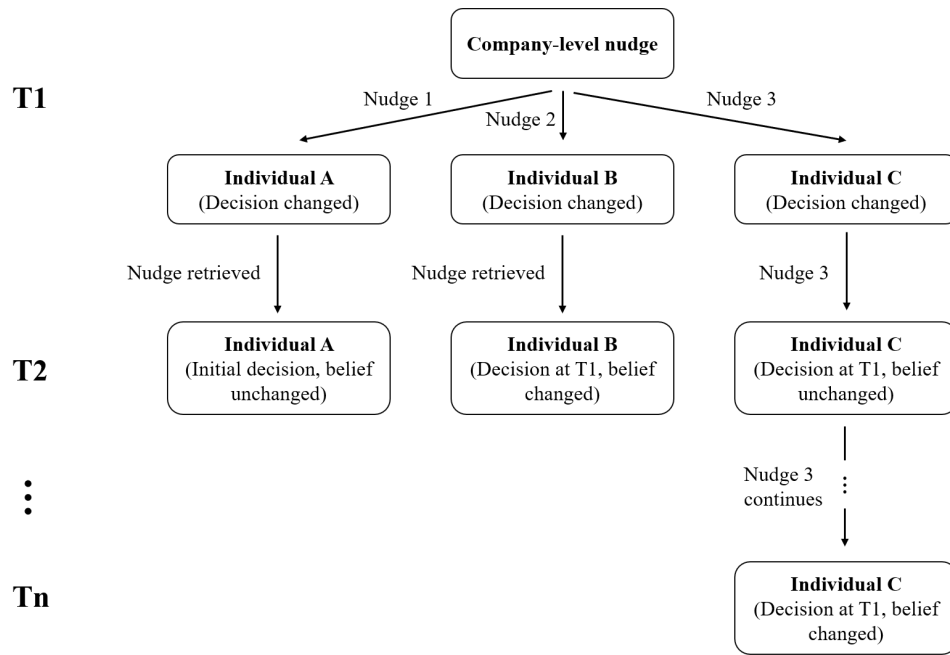 Company-level nudge
T1
Nudge 1
Nudge 2
Nudge 3
Individual A
(Decision changed)
Individual B
(Decision changed)
Individual C
(Decision changed)
Nudge retrieved
Nudge retrieved
Nudge 3
T2
Individual A
(Initial decision, belief
unchanged)
Individual B
(Decision at T1, belief
changed)
Individual C
(Decision at T1, belief
unchanged)
Nudge 3
continues
Tn
Individual C
(Decision at T1, belief
changed)